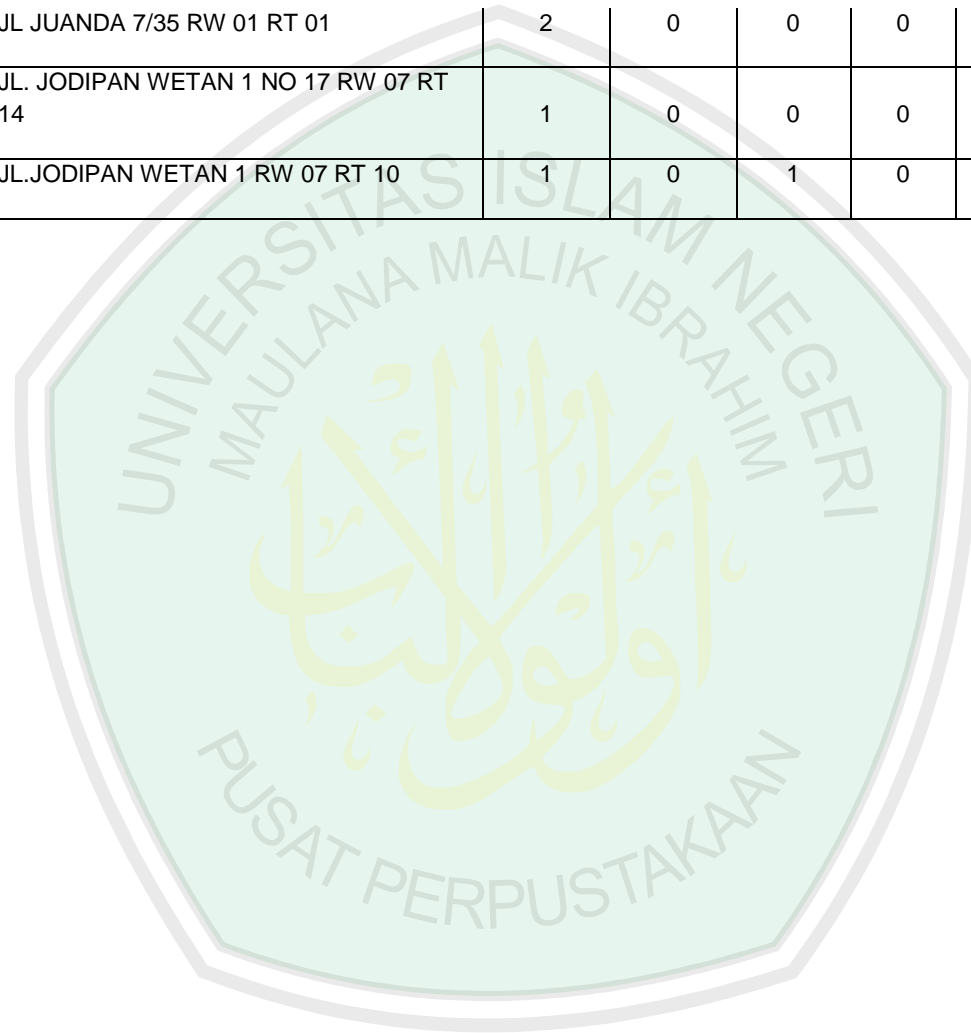 JL JUANDA 7/35 RW 01 RT 01 2 0 0 0
JL. JODIPAN WETAN 1 NO 17 RW 07 RT
14 1 0 0 0
JL.JODIPAN WETAN 1 RW 07 RT 10 1 0 1 0
UNIVERSITAS ISLAM NEGERI
MAULANA MALIK IBRAHIM
أولوا الألباب
PUSAT PERPUSTAKAAN